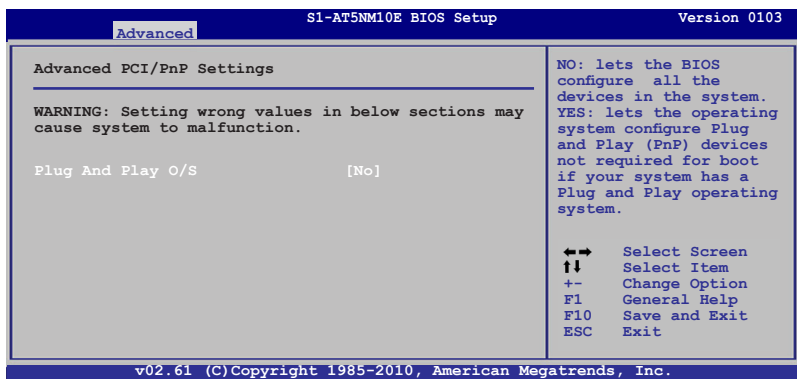 S1-AT5NM10E BIOS Setup Version 0103
Advanced
Advanced PCI/PnP Settings
WARNING: Setting wrong values in below sections may
cause system to malfunction.
Plug And Play O/S [No]
NO: lets the BIOS
configure all the
devices in the system.
YES: lets the operating
system configure Plug
and Play (PnP) devices
not required for boot
if your system has a
Plug and Play operating
system.
←→ Select Screen
↑↓ Select Item
+- Change Option
F1 General Help
F10 Save and Exit
ESC Exit
v02.61 (C)Copyright 1985-2010, American Megatrends, Inc.